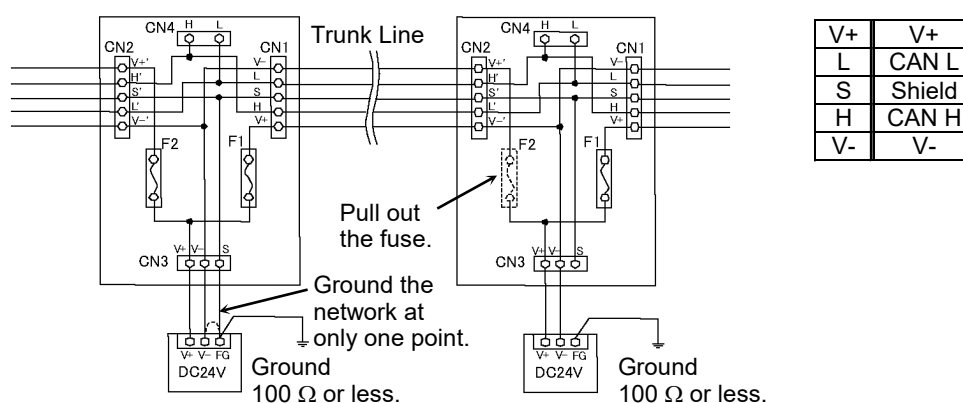 CN4 H L
CN2
V+'
H'
S'
L'
V-'
CN1
V-
L
S
H
V+
F2
F1
CN3
V+ V- S
V+ V- FG
DC24V
Trunk Line
Ground the
network at
only one point.
Ground
100 Ω or less.
CN4 H L
CN2
V+'
H'
S'
L'
V-'
CN1
V-
L
S
H
V+
F2
F1
Pull out
the fuse.
CN3
V+ V- S
V+ V- FG
DC24V
Ground
100 Ω or less.
V+ V+
L CAN L
S Shield
H CAN H
V- V-